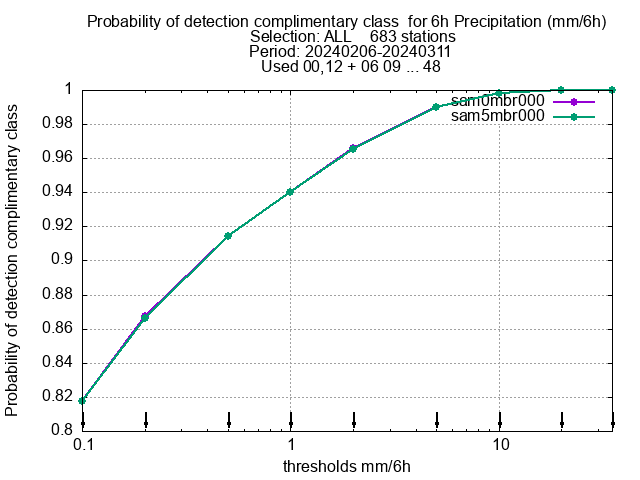 Probability of detection complimentary class  for 6h Precipitation (mm/6h)
Selection: ALL    683 stations
Period: 20240206-20240311
Used 00,12 + 06 09 ... 48
sam0mbr000
sam5mbr000
1
0.98
0.96
0.94
0.92
0.9
0.88
0.86
0.84
0.82
0.8
Probability of detection complimentary class
0.1 1 10
thresholds mm/6h